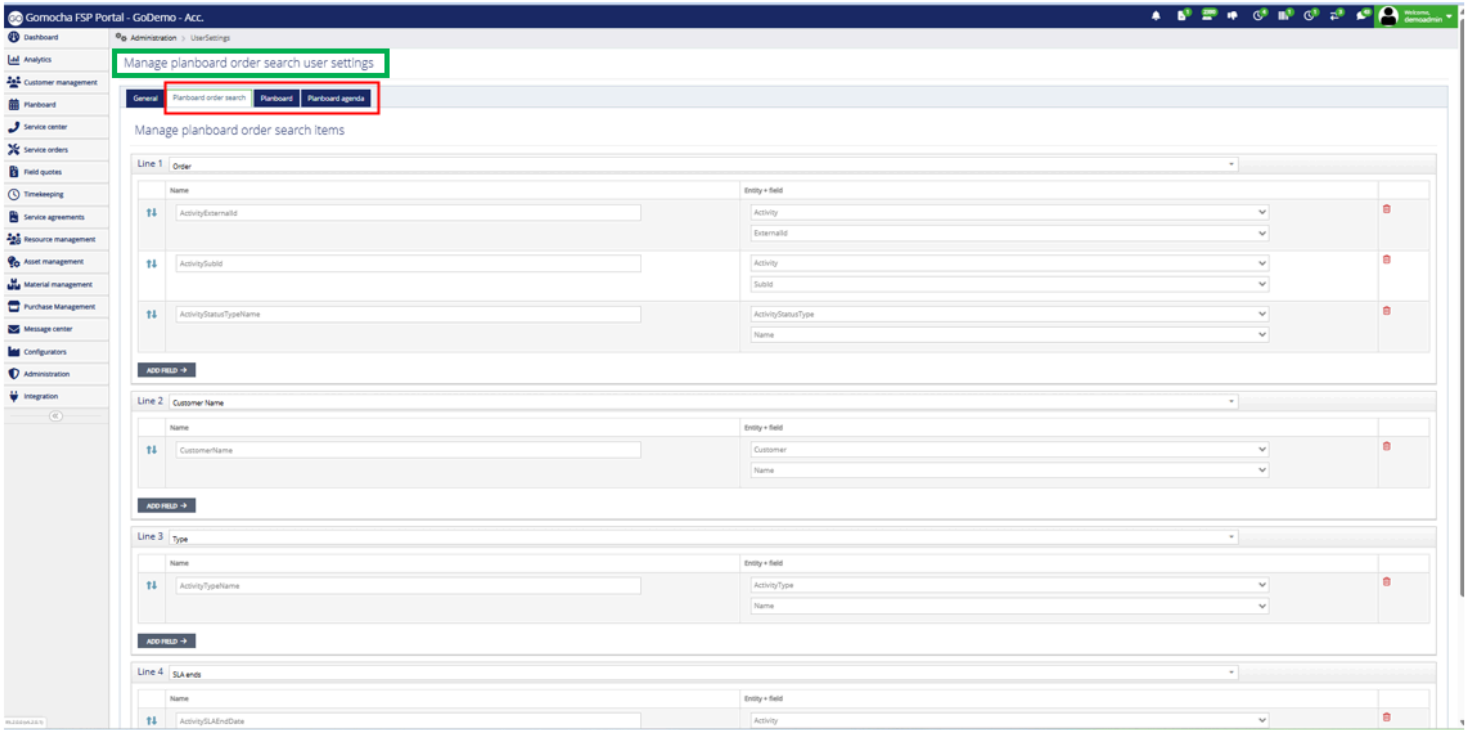 GO Gomocha FSP Portal - GoDemo - Acc.
Welcome,
demoadmin
Dashboard
Analytics
Customer management
Planboard
Service center
Service orders
Field quotes
Timekeeping
Service agreements
Resource management
Asset management
Material management
Purchase Management
Message center
Configurators
Administration
Integration
Administration > UserSettings
Manage planboard order search user settings
General Planboard order search Planboard Planboard agenda
Manage planboard order search items
Line 1 Order
Name Entity + field
ActivityExternalId Activity
ExternalId
ActivitySubId Activity
SubId
ActivityStatusTypeName ActivityStatusType
Name
ADD FIELD →
Line 2 Customer Name
Name Entity + field
CustomerName Customer
Name
ADD FIELD →
Line 3 Type
Name Entity + field
ActivityTypeName ActivityType
Name
ADD FIELD →
Line 4 SLA ends
Name Entity + field
ActivitySLAEndDate Activity